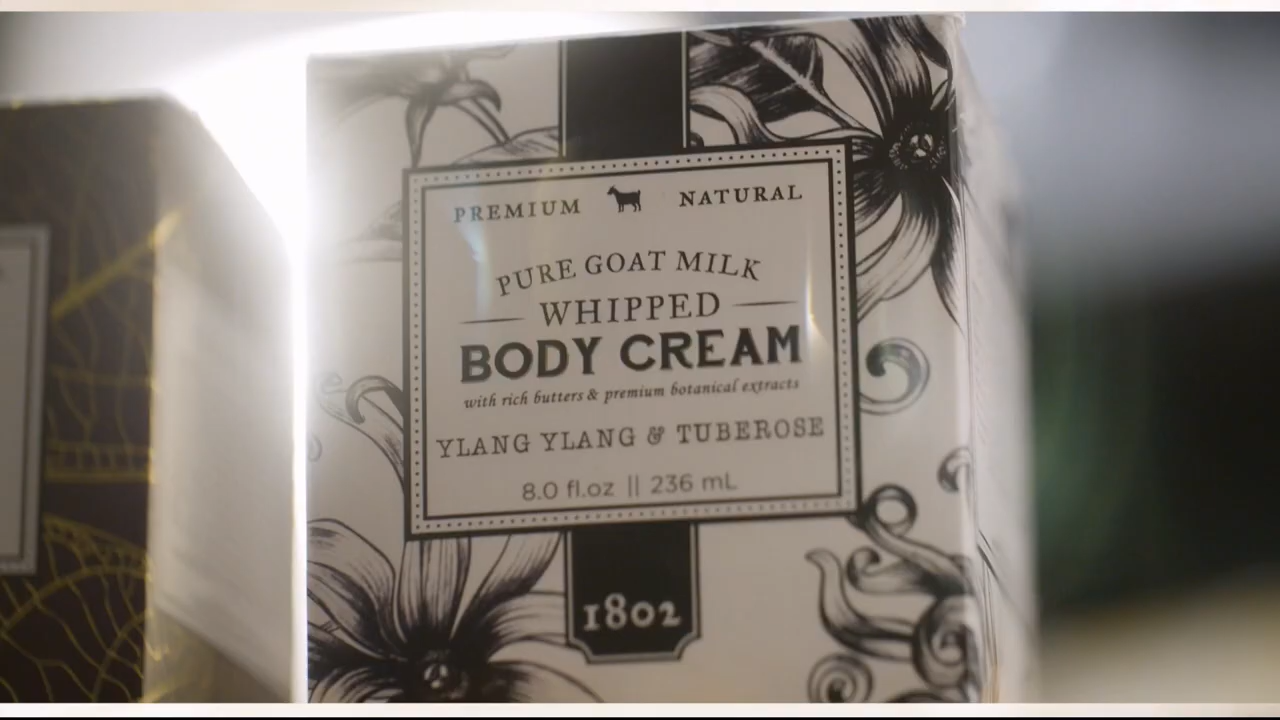 PREMIUM NATURAL
PURE GOAT MILK
WHIPPED
BODY CREAM
with rich butters & premium botanical extracts
YLANG YLANG & TUBEROSE
8.0 fl.oz || 236 mL
1802